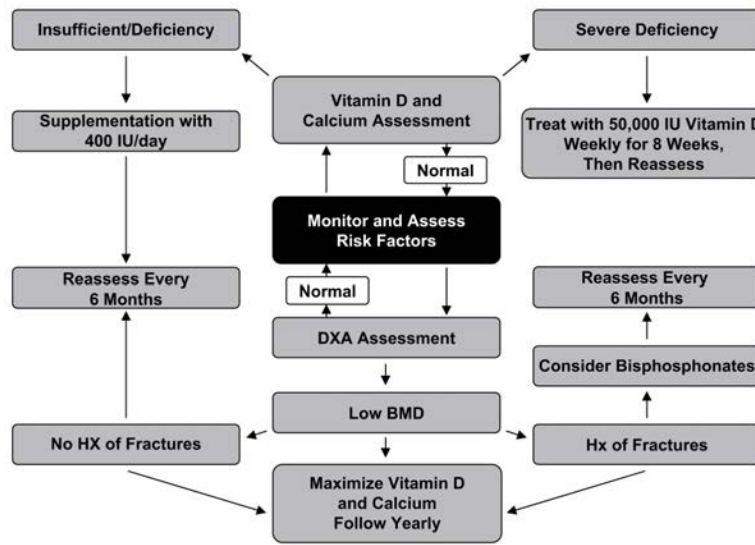 Insufficient/Deficiency
Severe Deficiency
Vitamin D and
Calcium Assessment
Supplementation with
400 IU/day
Treat with 50,000 IU Vitamin D
Weekly for 8 Weeks,
Then Reassess
Normal
Monitor and Assess
Risk Factors
Reassess Every
6 Months
Normal
Reassess Every
6 Months
DXA Assessment
Consider Bisphosphonates
Low BMD
No HX of Fractures
Hx of Fractures
Maximize Vitamin D
and Calcium
Follow Yearly